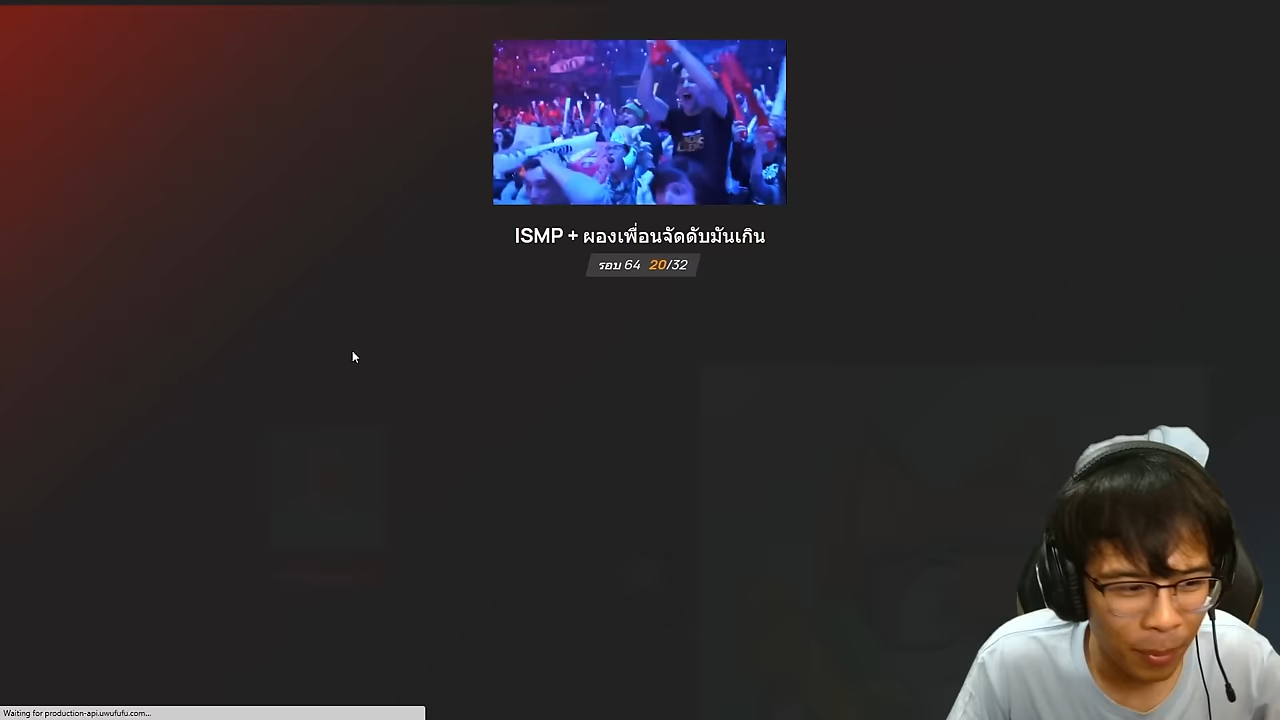 ISMP + ผองเพื่อนจัดดับมันเกิน
รอบ 64 20/32
Waiting for production-api.uwufufu.com...